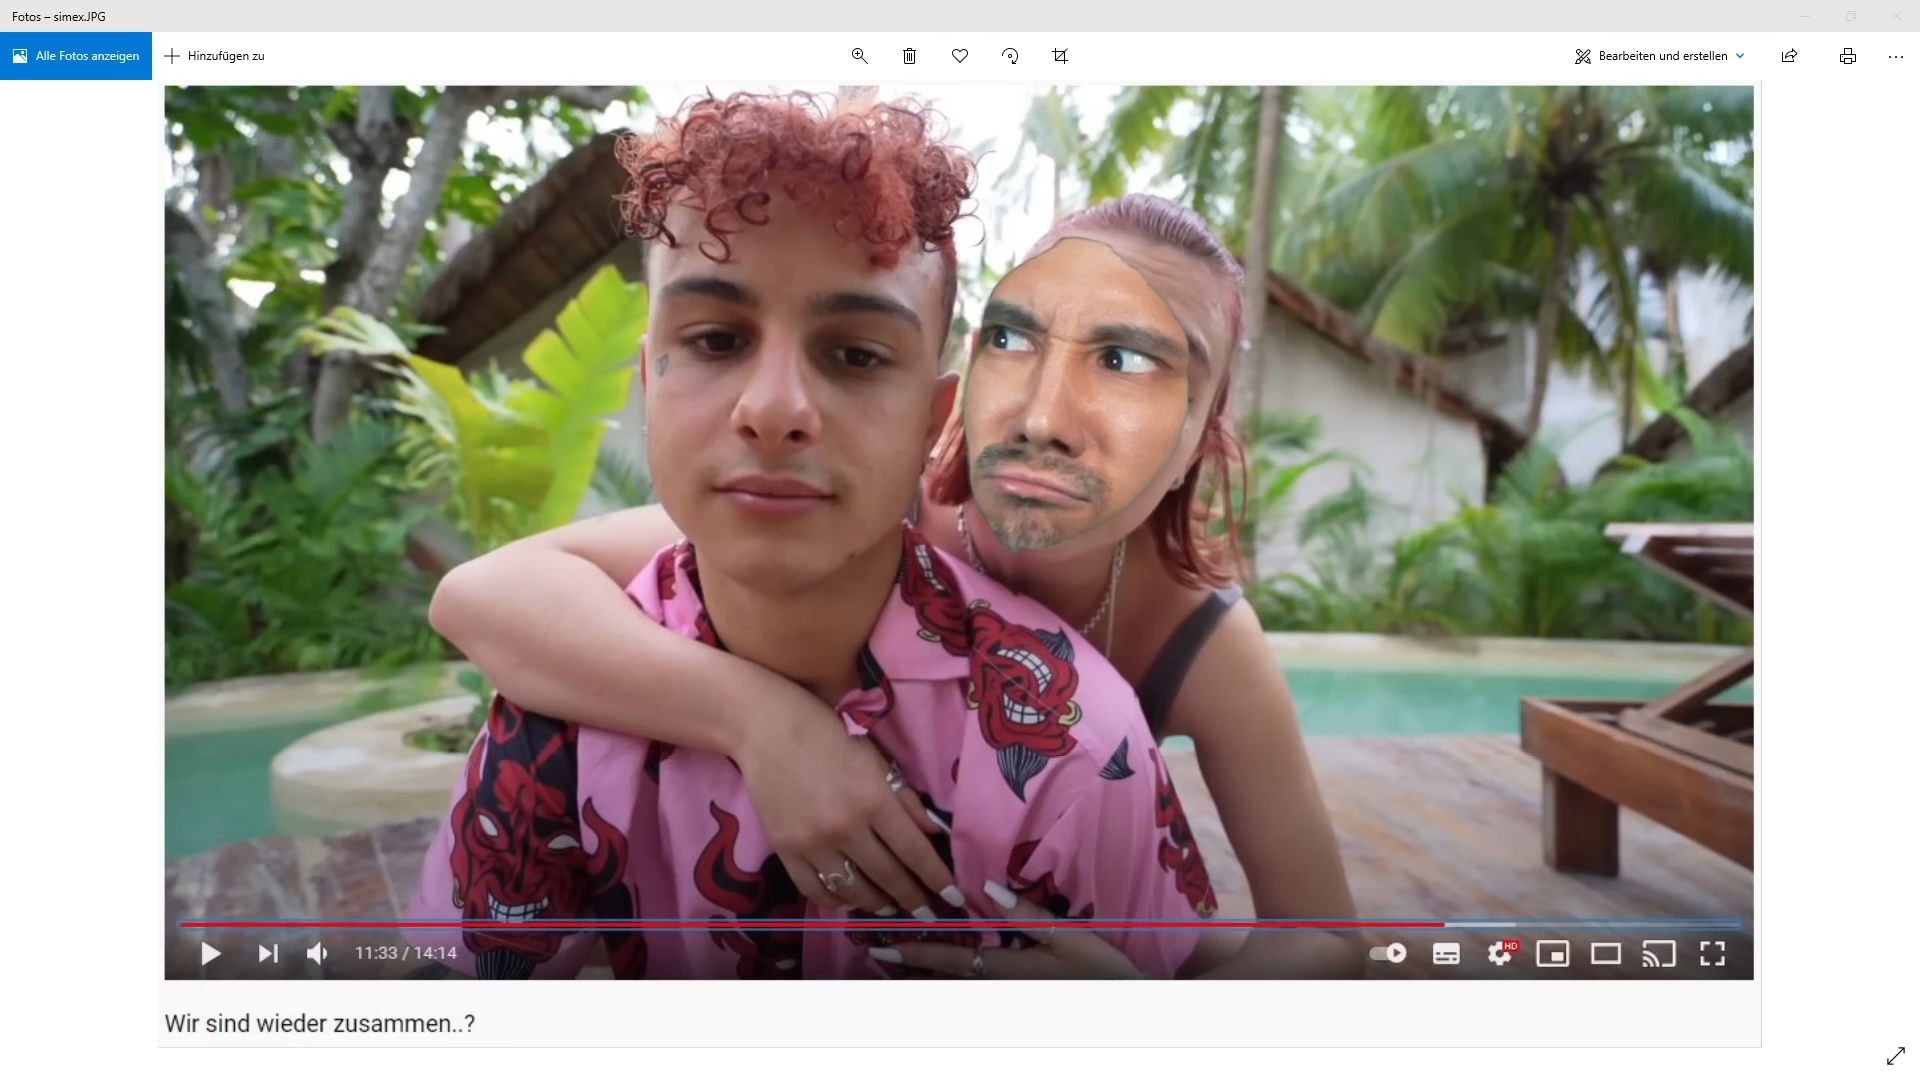 Fotos – simex.JPG
Alle Fotos anzeigen
Hinzufügen zu
Bearbeiten und erstellen
11:33 / 14:14
HD
Wir sind wieder zusammen..?